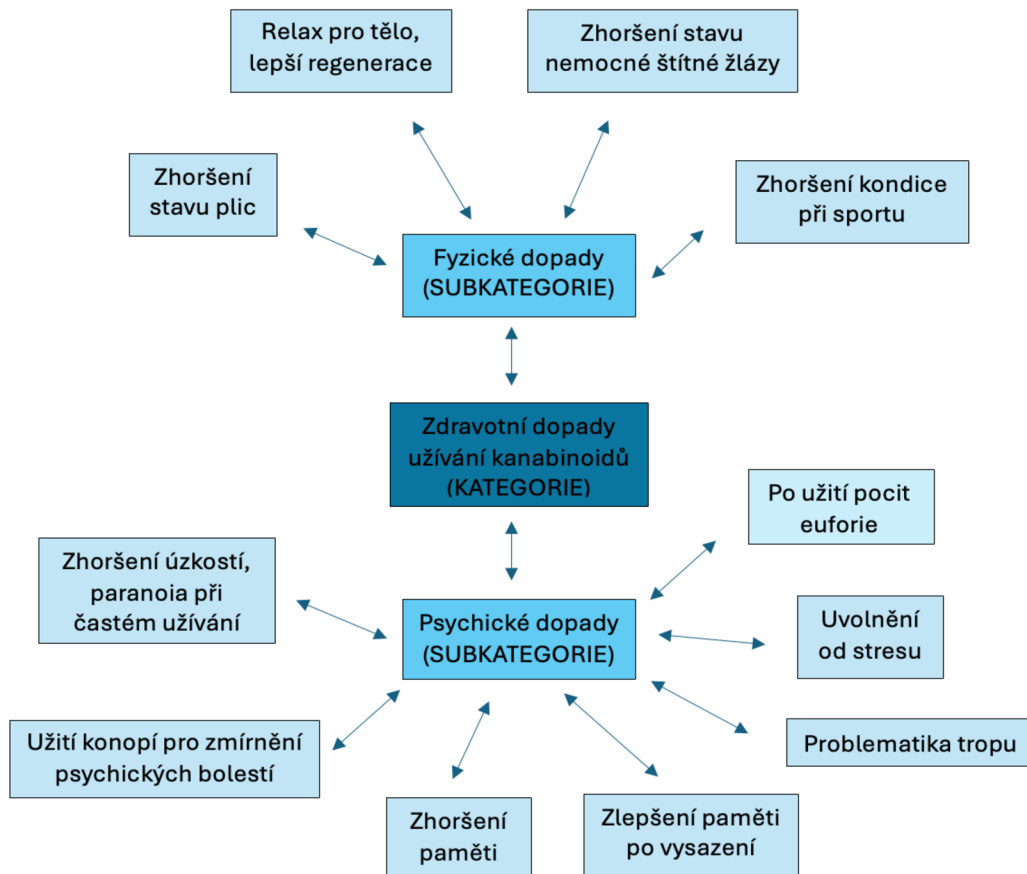 Relax pro tělo,
lepší regenerace
Zhoršení stavu
nemocné štítné žlázy
Zhoršení
stavu plic
Zhoršení kondice
při sportu
Fyzické dopady
(SUBKATEGORIE)
Zdravotní dopady
užívání kanabinoidů
(KATEGORIE)
Po užití pocit
euforie
Zhoršení úzkostí,
paranoia při
častém užívání
Psychické dopady
(SUBKATEGORIE)
Uvolnění
od stresu
Užití konopí pro zmírnění
psychických bolestí
Problematika tropu
Zhoršení
paměti
Zlepšení paměti
po vysazení